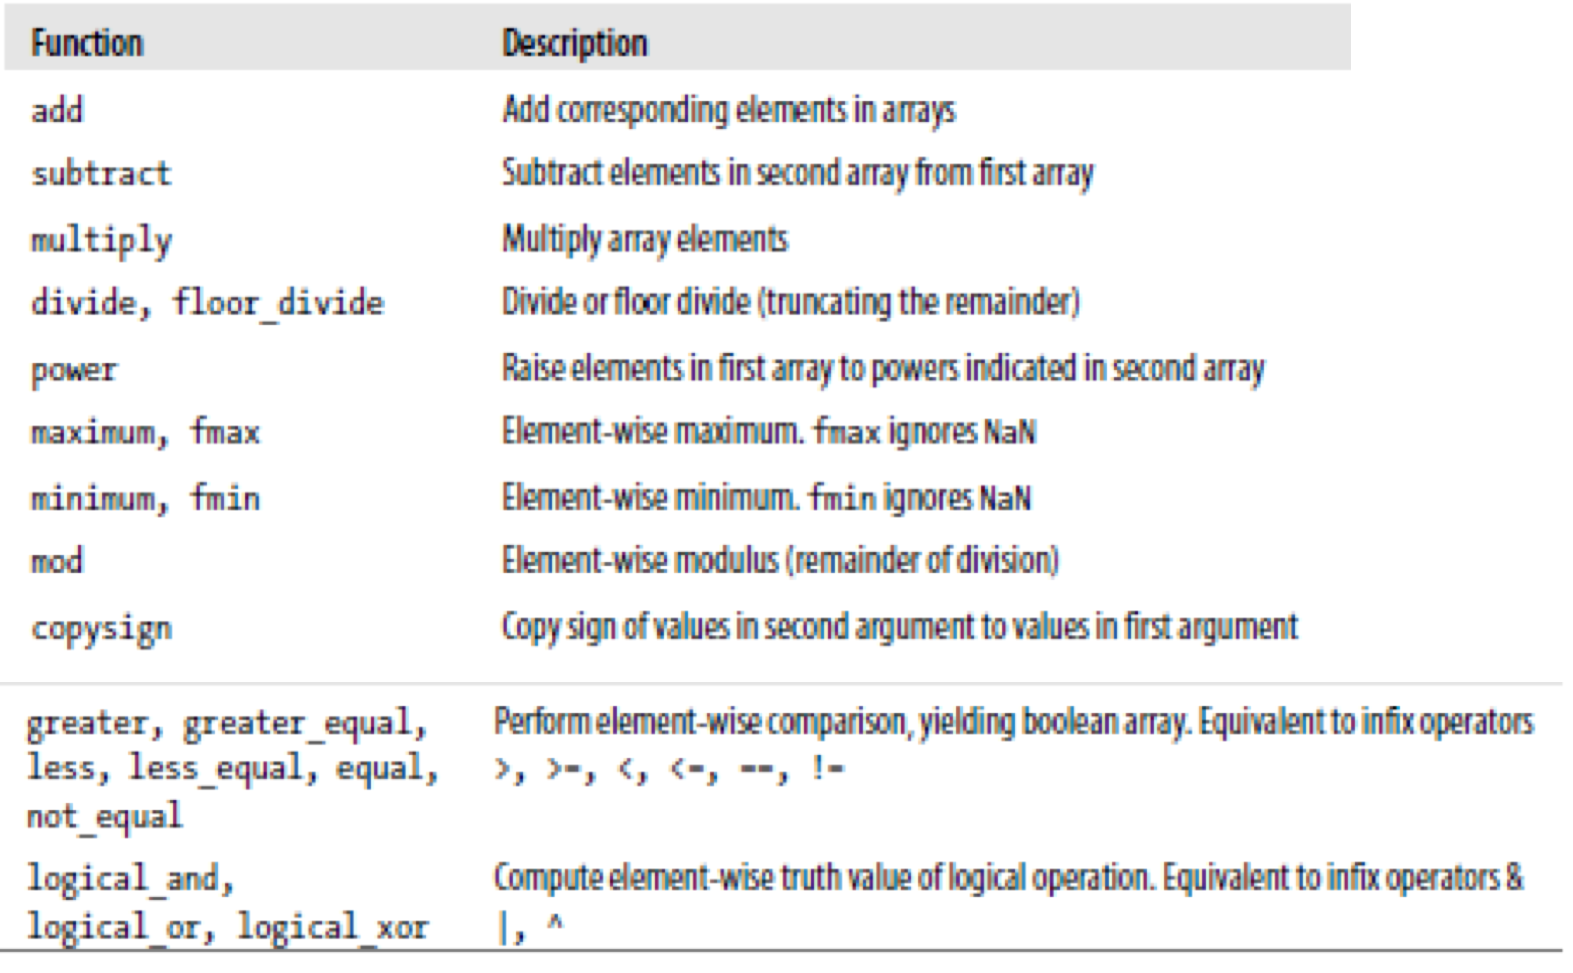 Function Description
add Add corresponding elements in arrays
subtract Subtract elements in second array from first array
multiply Multiply array elements
divide, floor_divide Divide or floor divide (truncating the remainder)
power Raise elements in first array to powers indicated in second array
maximum, fmax Element-wise maximum. fmax ignores NaN
minimum, fmin Element-wise minimum. fmin ignores NaN
mod Element-wise modulus (remainder of division)
copysign Copy sign of values in second argument to values in first argument
greater, greater_equal, Perform element-wise comparison, yielding boolean array. Equivalent to infix operators
less, less_equal, equal, >, >=, <, <=, ==, !=
not_equal
logical_and, Compute element-wise truth value of logical operation. Equivalent to infix operators &
logical_or, logical_xor |, ^